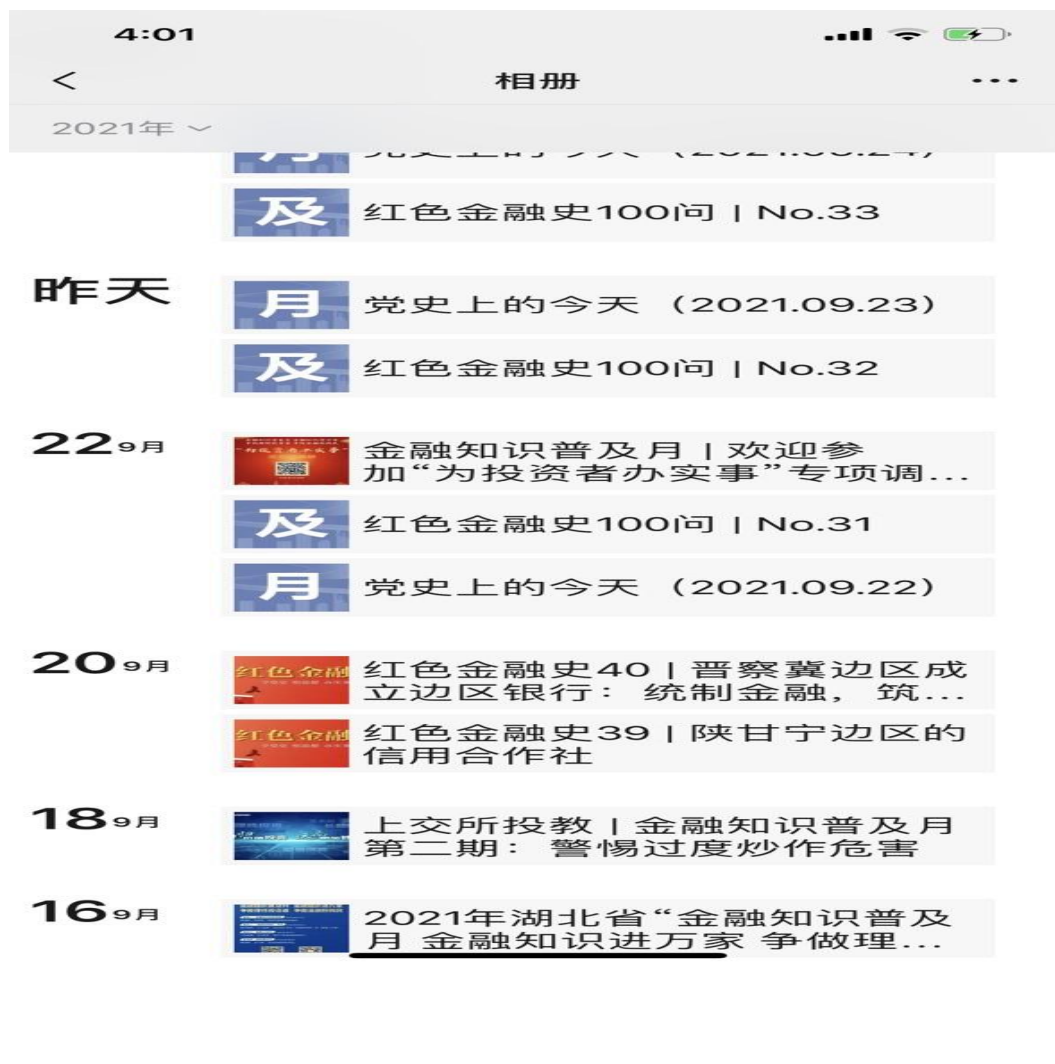 4:01
相册
2021年
及 红色金融史100问 | No.33
昨天
月 党史上的今天（2021.09.23）
及 红色金融史100问 | No.32
22 9月
金融知识普及月 | 欢迎参
加“为投资者办实事”专项调...
及 红色金融史100问 | No.31
月 党史上的今天（2021.09.22）
20 9月
红色金融
红色金融史40 | 晋察冀边区成
立边区银行：统制金融，筑...
红色金融
红色金融史39 | 陕甘宁边区的
信用合作社
18 9月
上交所投教 | 金融知识普及月
第二期：警惕过度炒作危害
16 9月
2021年湖北省“金融知识普及
月 金融知识进万家 争做理...